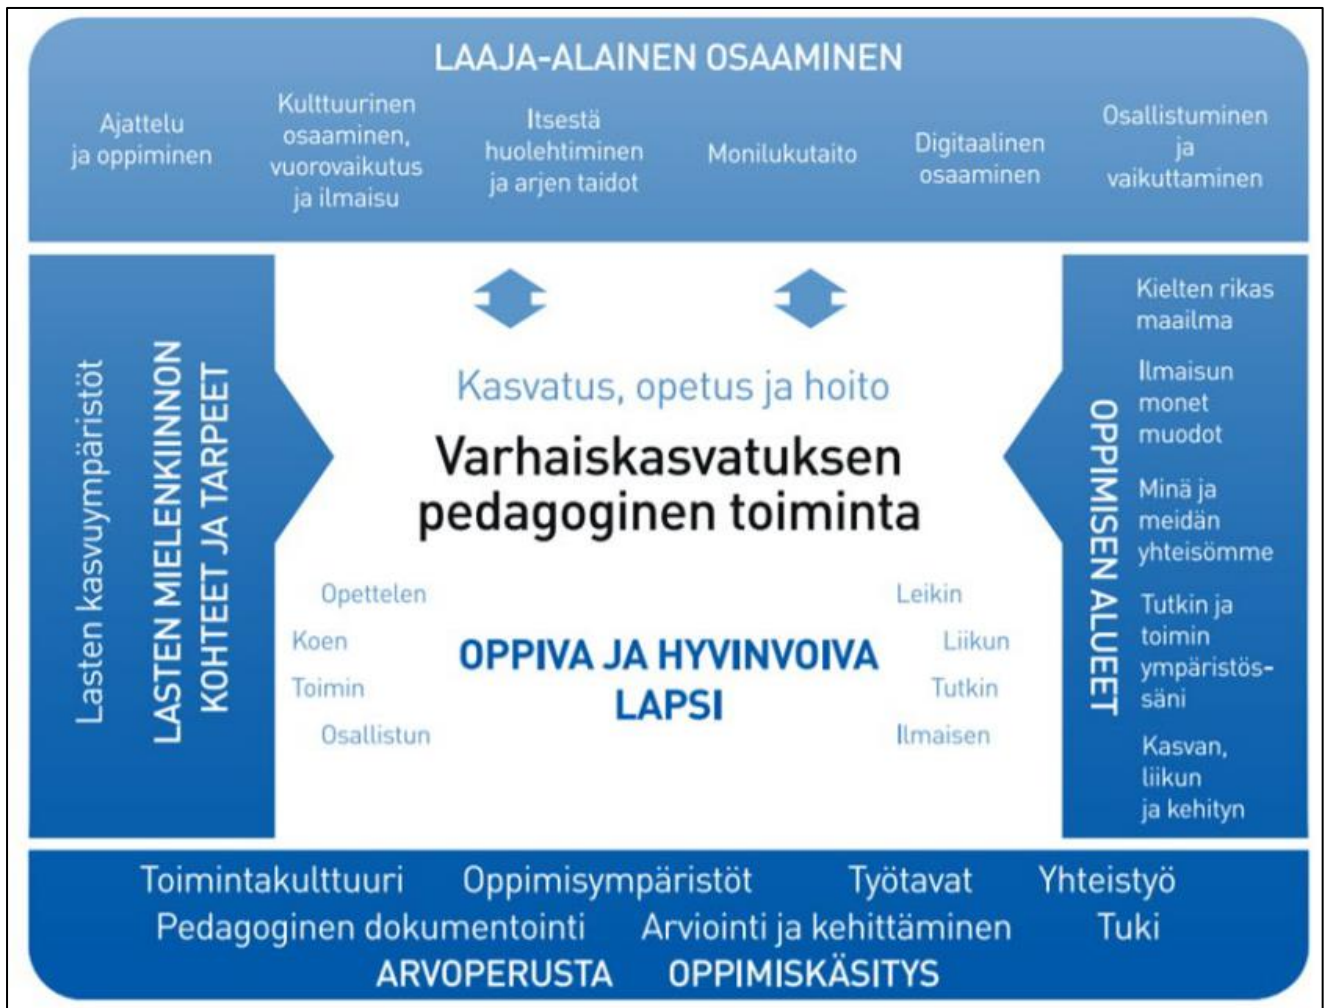 LAAJA-ALAINEN OSAAMINEN
Ajattelu
ja oppiminen
Kulttuurinen
osaaminen,
vuorovaikutus
ja ilmaisu
Itsestä
huolehtiminen
ja arjen taidot
Monilukutaito
Digitaalinen
osaaminen
Osallistuminen
ja
vaikuttaminen
Lasten kasvuympäristöt
LASTEN MIELENKIINNON
KOHTEET JA TARPEET
Kasvatus, opetus ja hoito
Varhaiskasvatuksen
pedagoginen toiminta
Opettelen
Koen
Toimin
Osallistun
OPPIVA JA HYVINVOIVA
LAPSI
Leikin
Liikun
Tutkin
Ilmaisen
OPPIMISEN ALUEET
Kielten rikas
maailma
Ilmaisun
monet
muodot
Minä ja
meidän
yhteisömme
Tutkin ja
toimin
ympäristös-
säni
Kasvan,
liikun
ja kehityn
Toimintakulttuuri Oppimisympäristöt Työtavat Yhteistyö
Pedagoginen dokumentointi Arviointi ja kehittäminen Tuki
ARVOPERUSTA OPPIMISKÄSITYS